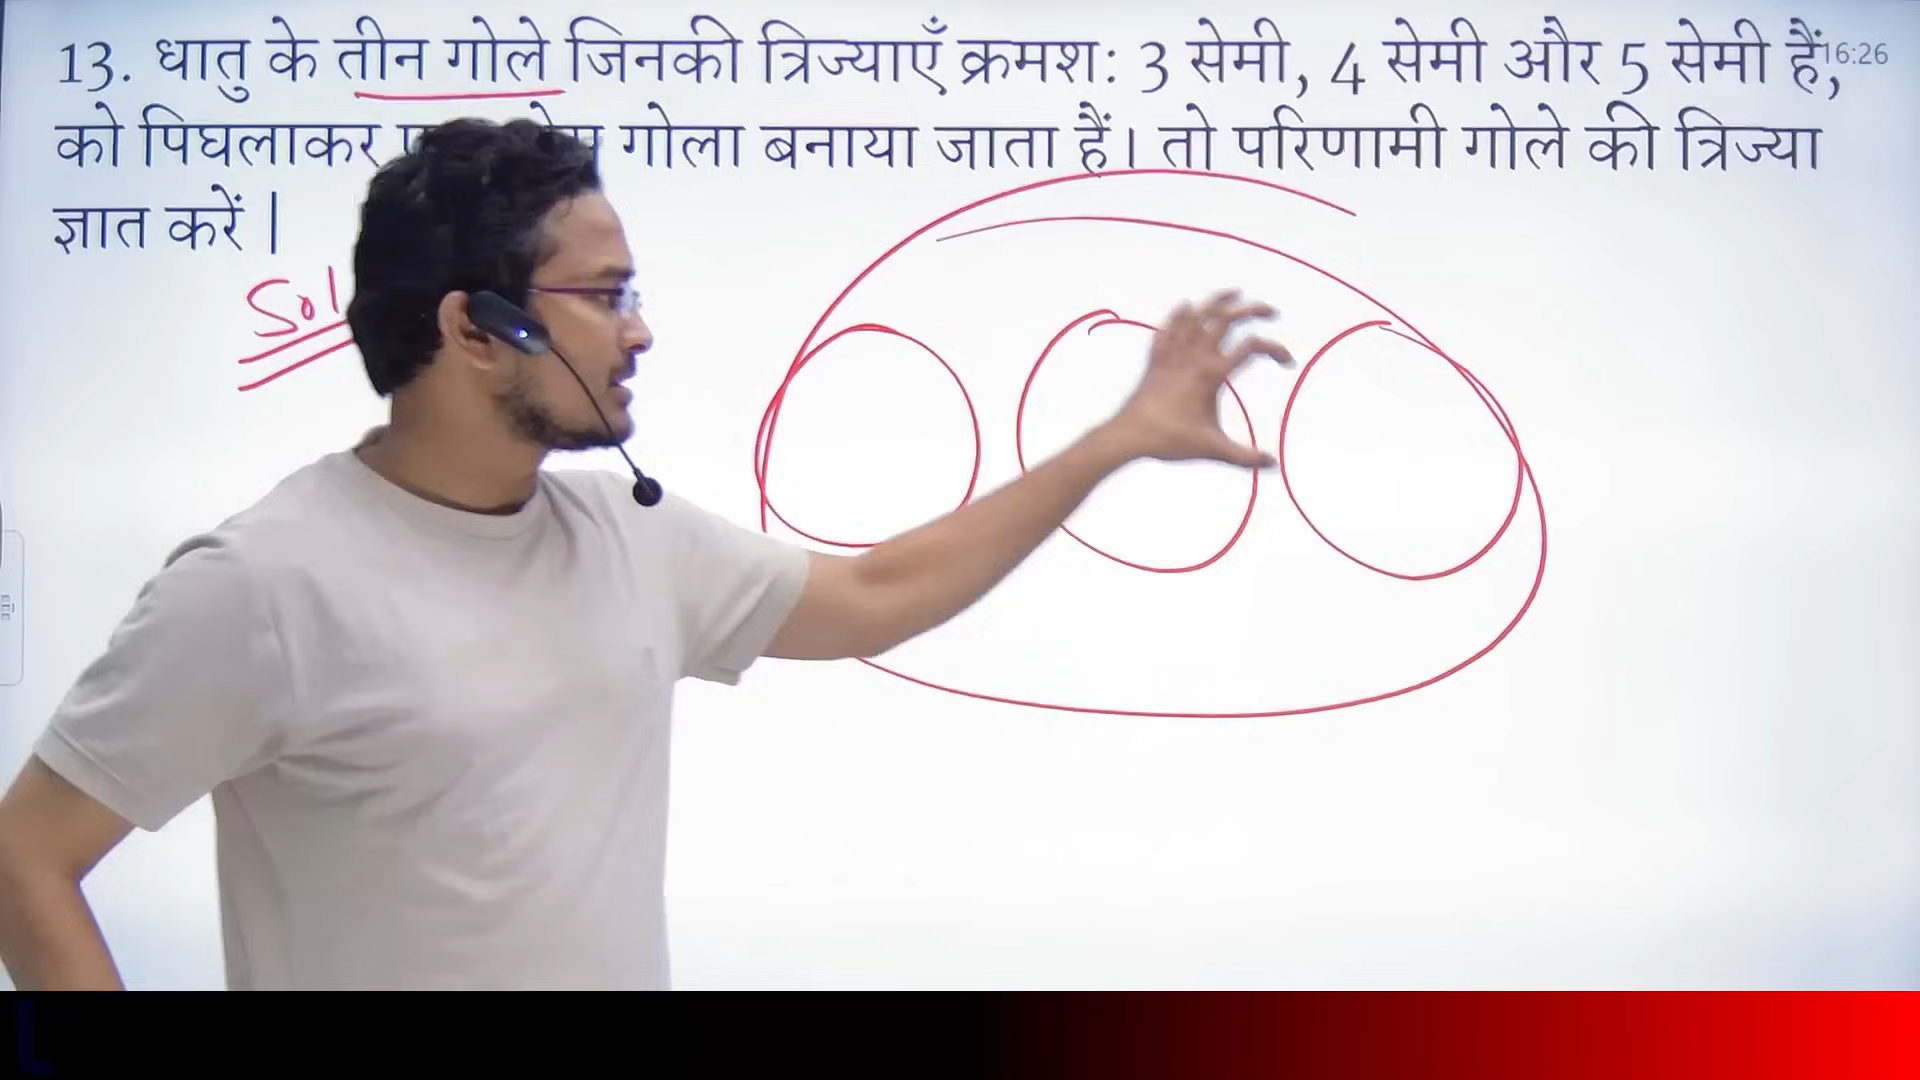 13. धातु के तीन गोले जिनकी त्रिज्याएँ क्रमश: 3 सेमी, 4 सेमी और 5 सेमी हैं,
16:26
को पिघलाकर गोला बनाया जाता हैं। तो परिणामी गोले की त्रिज्या
ज्ञात करें |
Sol